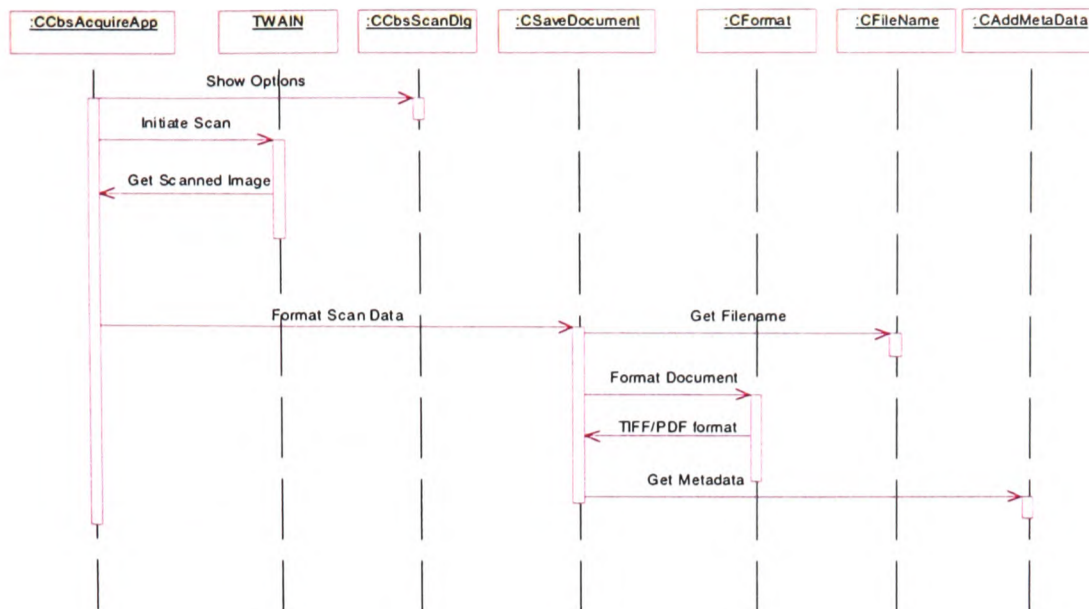 :CCbsAcquireApp
TWAIN
:CCbsScanDlg
:CSaveDocument
:CFormat
:CFileName
:CAddMetaData
Show Options
Initiate Scan
Get Scanned Image
Format Scan Data
Get Filename
Format Document
TIFF/PDF format
Get Metadata